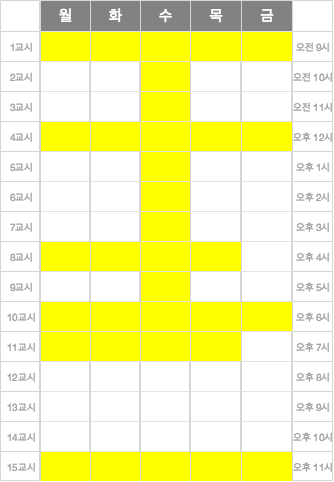 월 화 수 목 금
1교시 오전 9시
2교시 오전 10시
3교시 오전 11시
4교시 오후 12시
5교시 오후 1시
6교시 오후 2시
7교시 오후 3시
8교시 오후 4시
9교시 오후 5시
10교시 오후 6시
11교시 오후 7시
12교시 오후 8시
13교시 오후 9시
14교시 오후 10시
15교시 오후 11시